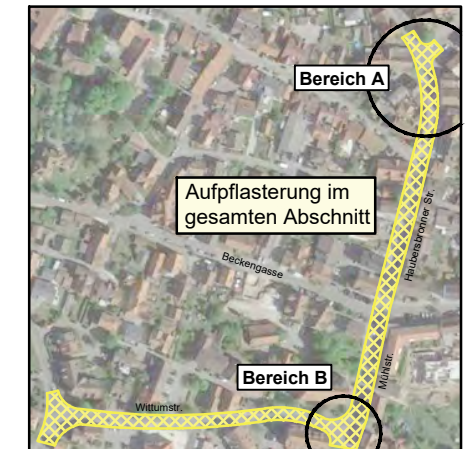 Bereich A
Aufpflasterung im
gesamten Abschnitt
Haubersbronner Str.
Beckengasse
Mühlstr.
Bereich B
Wittumstr.